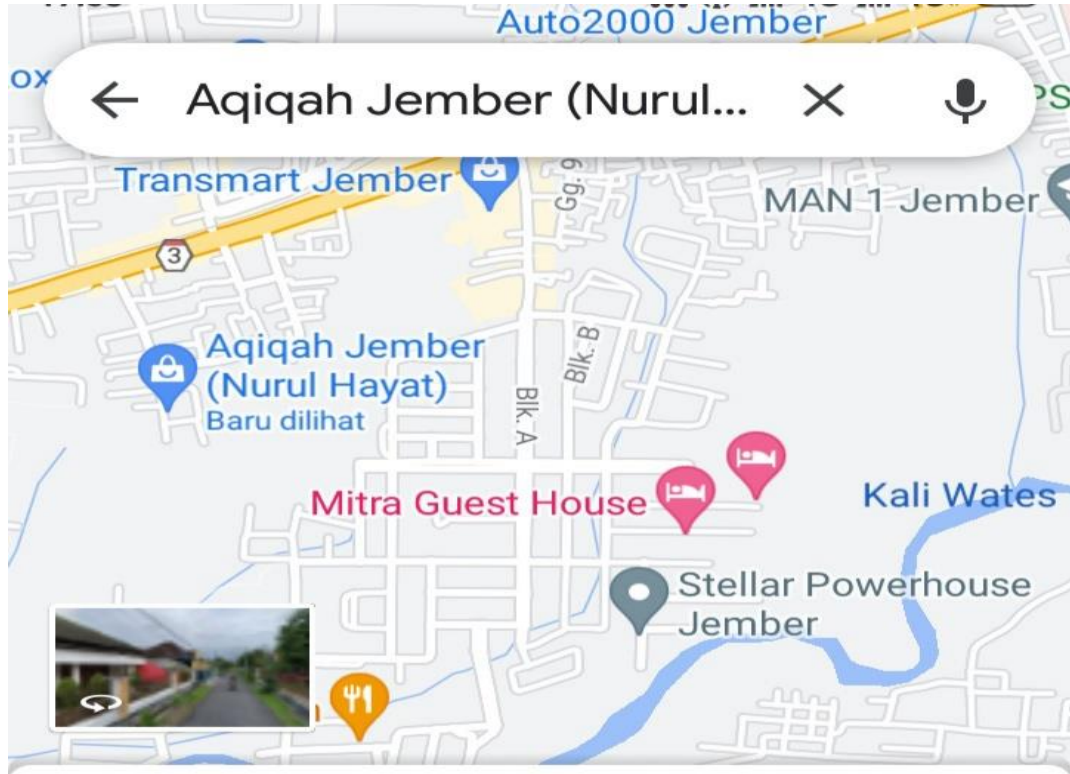 Auto2000 Jember
Aqiqah Jember (Nurul...
Transmart Jember
Gg. 9
MAN 1 Jember
3
Aqiqah Jember
(Nurul Hayat)
Baru dilihat
Blk. B
Blk. A
Mitra Guest House
Kali Wates
Stellar Powerhouse
Jember